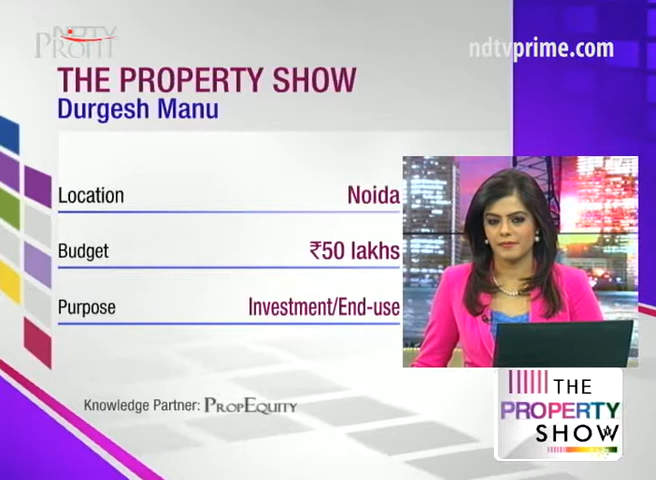 NDTV
PROFIT
ndtvprime.com
THE PROPERTY SHOW
Durgesh Manu
Location Noida
Budget ₹50 lakhs
Purpose Investment/End-use
Knowledge Partner: PROPEQUITY
THE
PROPERTY
SHOW